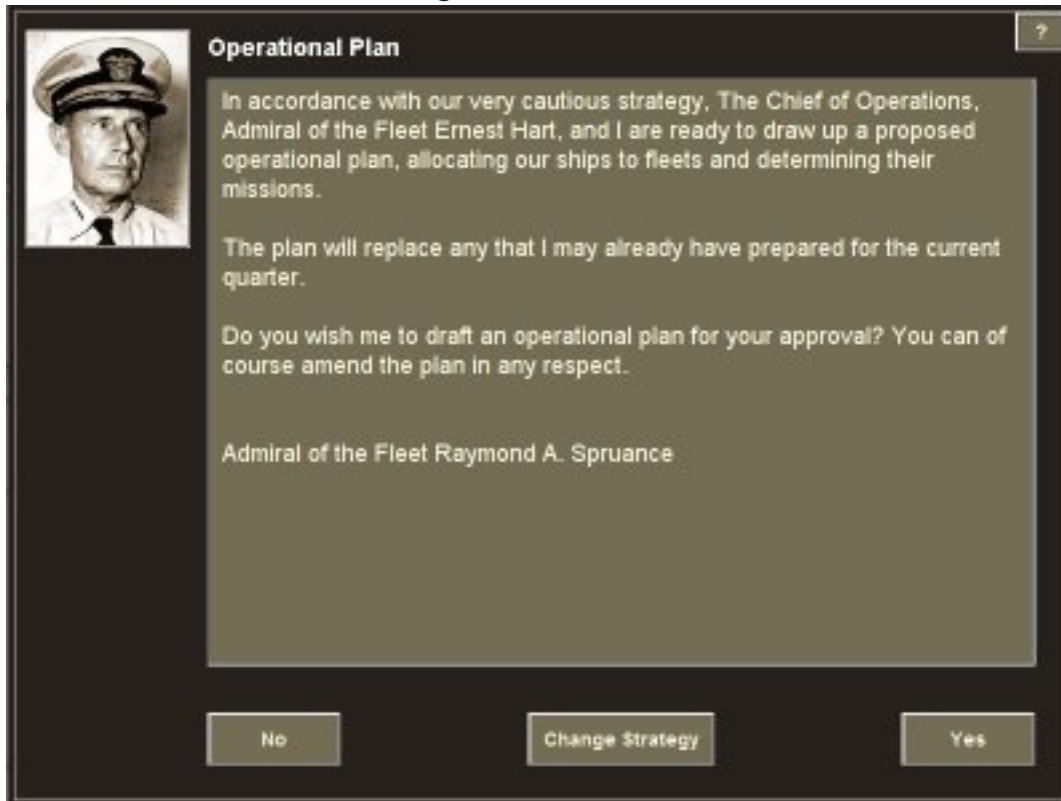 ?
Operational Plan
In accordance with our very cautious strategy, The Chief of Operations,
Admiral of the Fleet Ernest Hart, and I are ready to draw up a proposed
operational plan, allocating our ships to fleets and determining their
missions.
The plan will replace any that I may already have prepared for the current
quarter.
Do you wish me to draft an operational plan for your approval? You can of
course amend the plan in any respect.
Admiral of the Fleet Raymond A. Spruance
No
Change Strategy
Yes